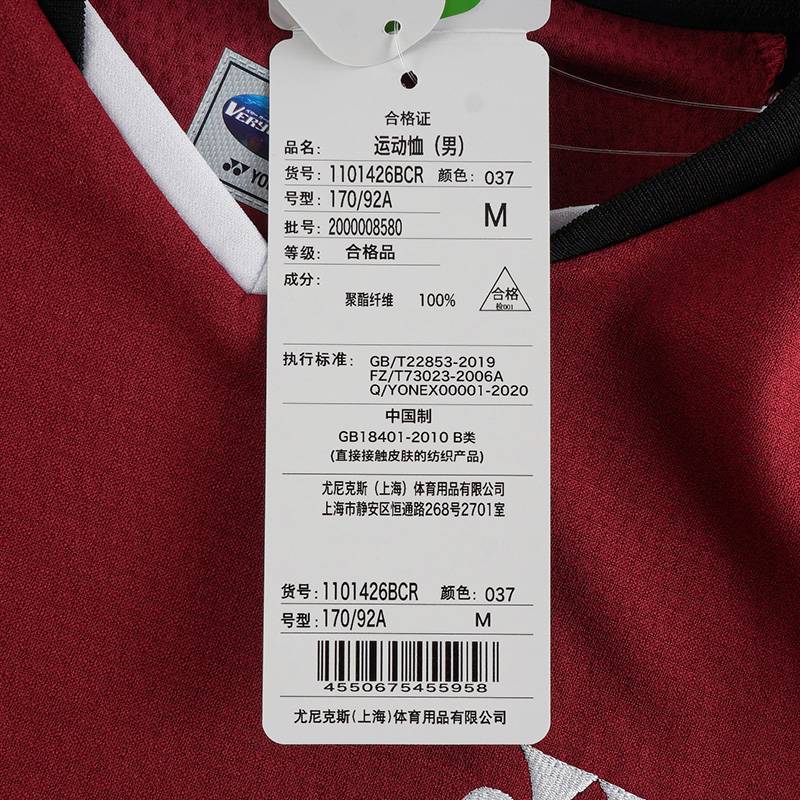 VERY
YO
合格证
品名: 运动恤（男）
货号: 1101426BCR 颜色: 037
号型: 170/92A
M
批号: 2000008580
等级: 合格品
成分:
聚酯纤维 100%
合格
检001
执行标准: GB/T22853-2019
FZ/T73023-2006A
Q/YONEX00001-2020
中国制
GB18401-2010 B类
(直接接触皮肤的纺织产品)
尤尼克斯（上海）体育用品有限公司
上海市静安区恒通路268号2701室
货号: 1101426BCR 颜色: 037
号型: 170/92A M
4550675455958
尤尼克斯(上海)体育用品有限公司